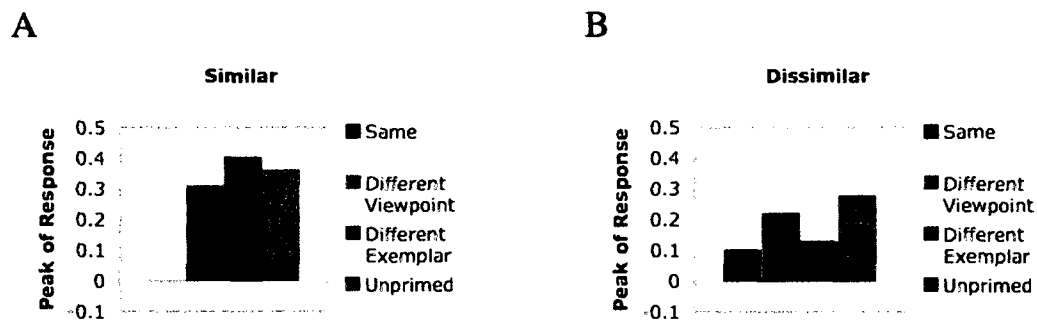 A
Similar
Peak of Response
0.5
0.4
0.3
0.2
0.1
0
-0.1
Same
Different
Viewpoint
Different
Exemplar
Unprimed
B
Dissimilar
Peak of Response
0.5
0.4
0.3
0.2
0.1
0
-0.1
Same
Different
Viewpoint
Different
Exemplar
Unprimed